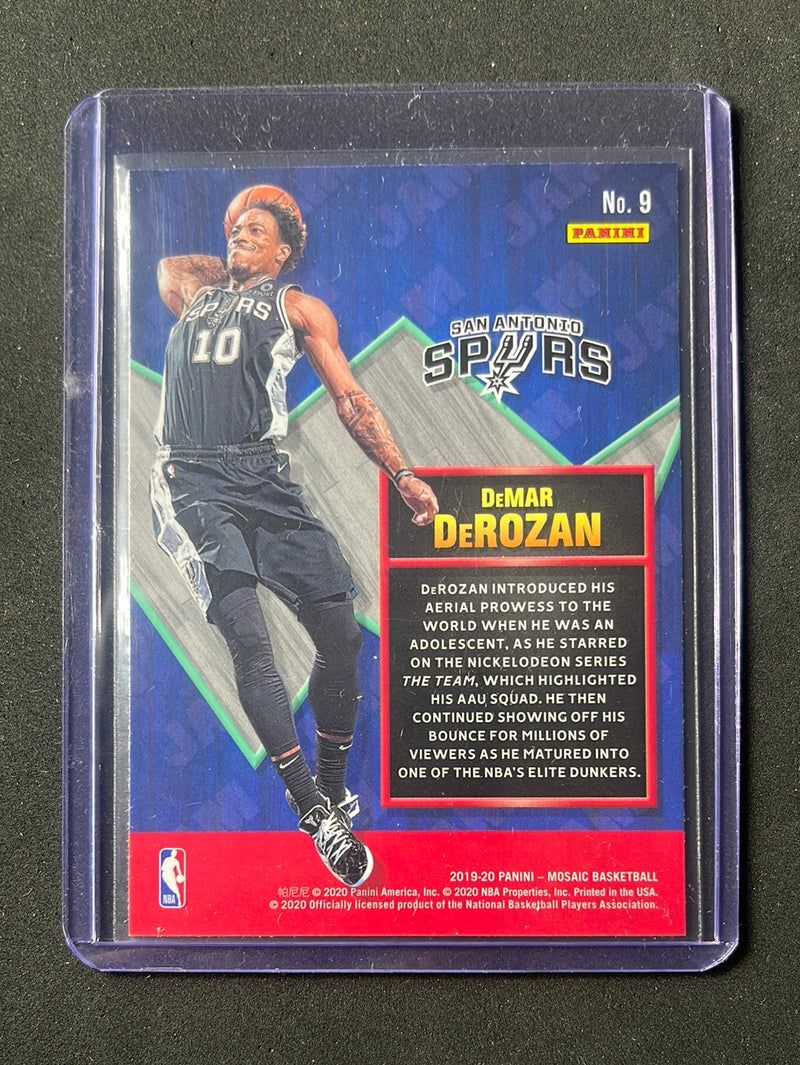 No. 9
PANINI
JAM
SAN ANTONIO
SPURS
SPURS
10
DeMAR
DeROZAN
DeROZAN INTRODUCED HIS
AERIAL PROWESS TO THE
WORLD WHEN HE WAS AN
ADOLESCENT, AS HE STARRED
ON THE NICKELODEON SERIES
THE TEAM, WHICH HIGHLIGHTED
HIS AAU SQUAD. HE THEN
CONTINUED SHOWING OFF HIS
BOUNCE FOR MILLIONS OF
VIEWERS AS HE MATURED INTO
ONE OF THE NBA'S ELITE DUNKERS.
NBA
2019-20 PANINI – MOSAIC BASKETBALL
帕尼尼 © 2020 Panini America, Inc. © 2020 NBA Properties, Inc. Printed in the USA.
© 2020 Officially licensed product of the National Basketball Players Association.